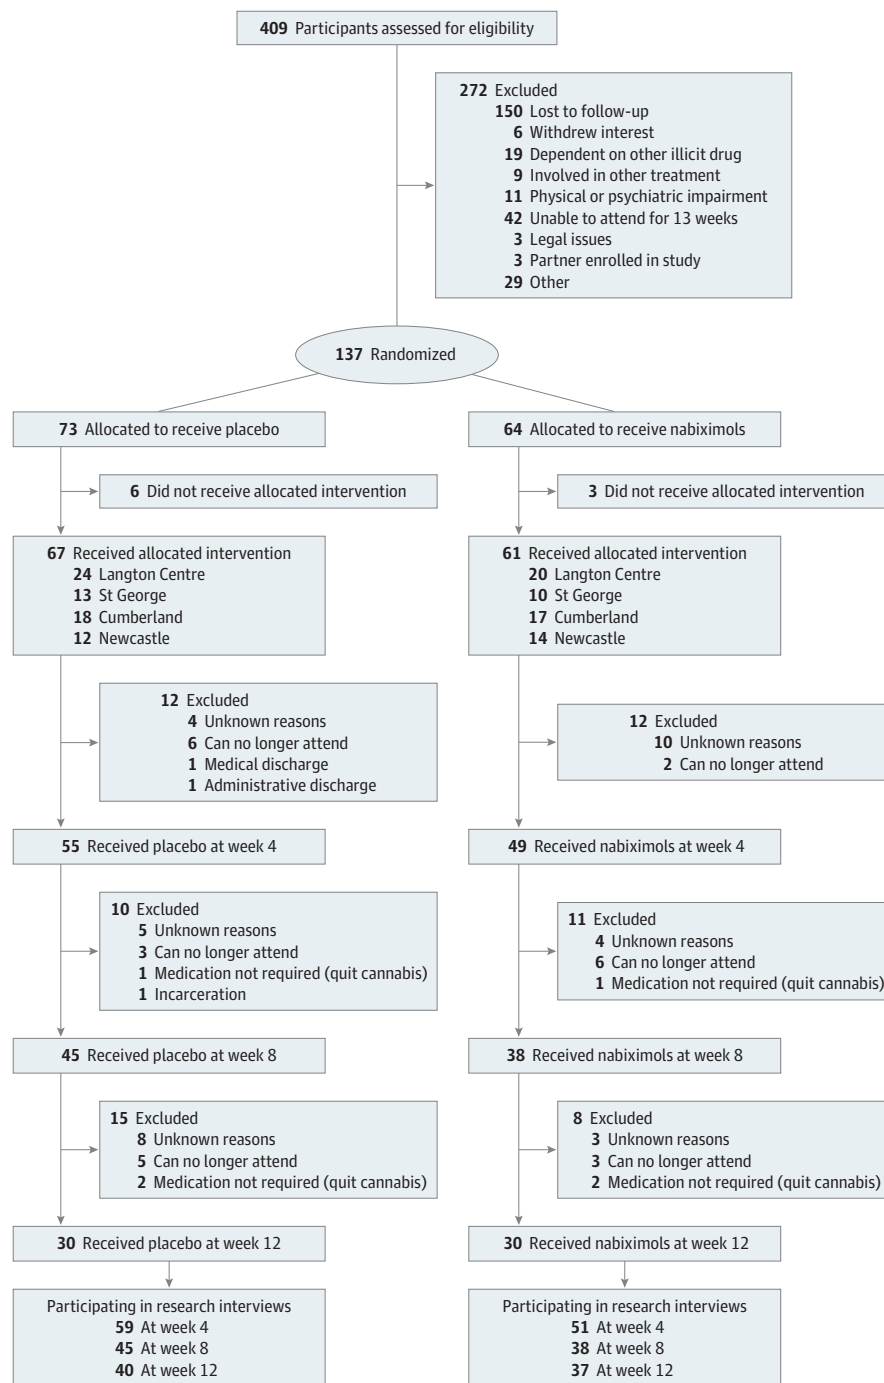 409 Participants assessed for eligibility
272 Excluded
150 Lost to follow-up
6 Withdrew interest
19 Dependent on other illicit drug
9 Involved in other treatment
11 Physical or psychiatric impairment
42 Unable to attend for 13 weeks
3 Legal issues
3 Partner enrolled in study
29 Other
137 Randomized
73 Allocated to receive placebo
64 Allocated to receive nabiximols
6 Did not receive allocated intervention
3 Did not receive allocated intervention
67 Received allocated intervention
24 Langton Centre
13 St George
18 Cumberland
12 Newcastle
61 Received allocated intervention
20 Langton Centre
10 St George
17 Cumberland
14 Newcastle
12 Excluded
4 Unknown reasons
6 Can no longer attend
1 Medical discharge
1 Administrative discharge
12 Excluded
10 Unknown reasons
2 Can no longer attend
55 Received placebo at week 4
49 Received nabiximols at week 4
10 Excluded
5 Unknown reasons
3 Can no longer attend
1 Medication not required (quit cannabis)
1 Incarceration
11 Excluded
4 Unknown reasons
6 Can no longer attend
1 Medication not required (quit cannabis)
45 Received placebo at week 8
38 Received nabiximols at week 8
15 Excluded
8 Unknown reasons
5 Can no longer attend
2 Medication not required (quit cannabis)
8 Excluded
3 Unknown reasons
3 Can no longer attend
2 Medication not required (quit cannabis)
30 Received placebo at week 12
30 Received nabiximols at week 12
Participating in research interviews
59 At week 4
45 At week 8
40 At week 12
Participating in research interviews
51 At week 4
38 At week 8
37 At week 12